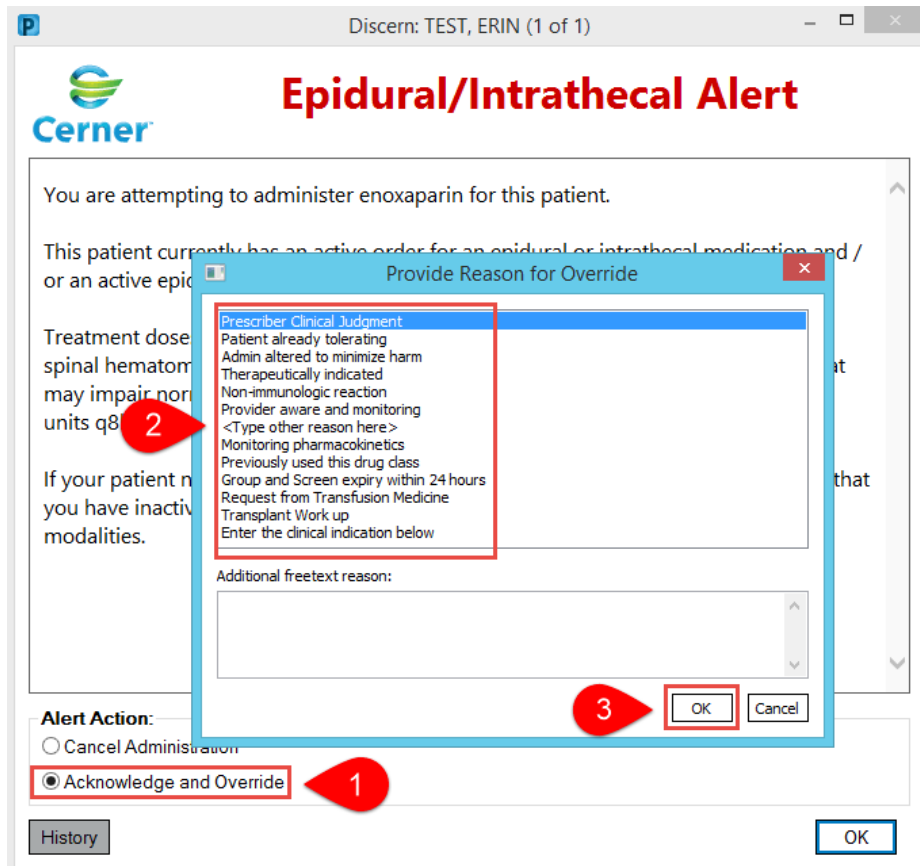 P
Discern: TEST, ERIN (1 of 1)
Cerner
Epidural/Intrathecal Alert
You are attempting to administer enoxaparin for this patient.
This patient currently has an active order for an epidural or intrathecal medication and /
or an active epid
Provide Reason for Override
Treatment dose
spinal hematom
at
may impair nor
units q8
If your patient n
that
you have inactiv
modalities.
Prescriber Clinical Judgment
Patient already tolerating
Admin altered to minimize harm
Therapeutically indicated
Non-immunologic reaction
Provider aware and monitoring
<Type other reason here>
Monitoring pharmacokinetics
Previously used this drug class
Group and Screen expiry within 24 hours
Request from Transfusion Medicine
Transplant Work up
Enter the clinical indication below
2
Additional freetext reason:
3
OK
Cancel
Alert Action:
Cancel Administration
Acknowledge and Override
1
History
OK